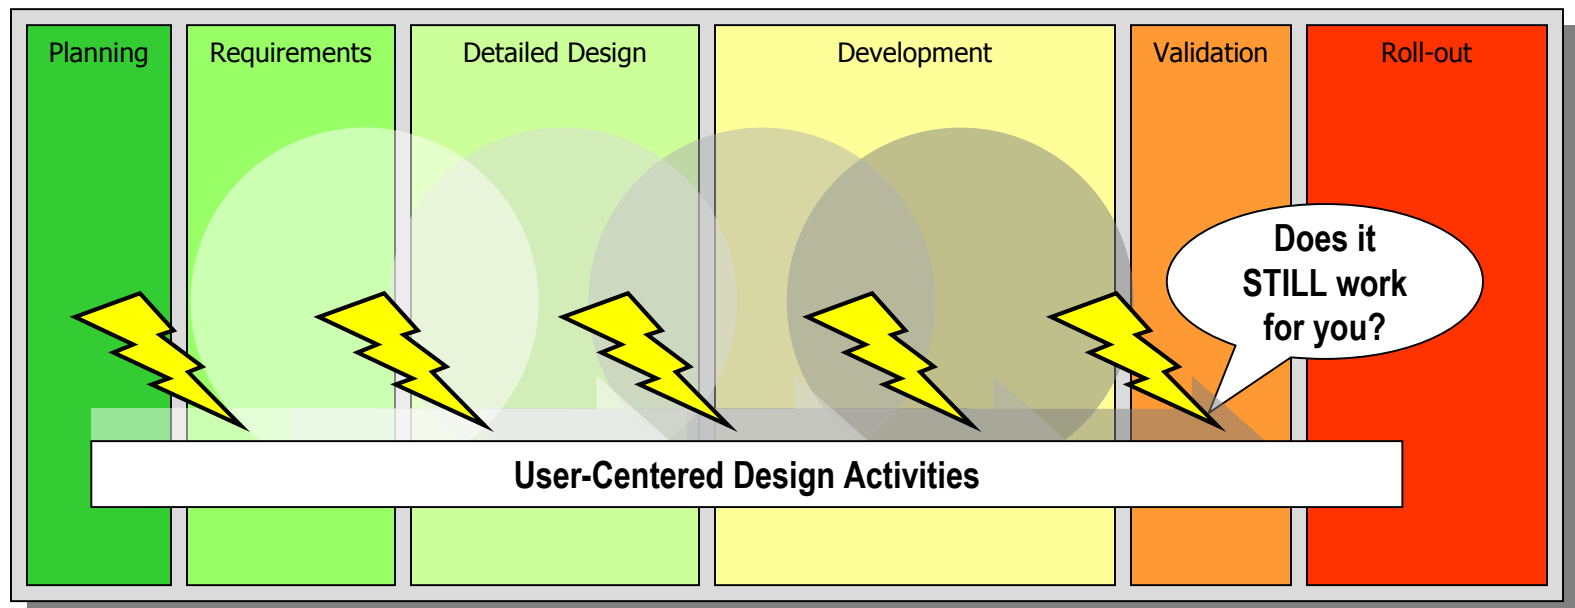 Planning
Requirements
Detailed Design
Development
Validation
Roll-out
Does it
STILL work
for you?
User-Centered Design Activities